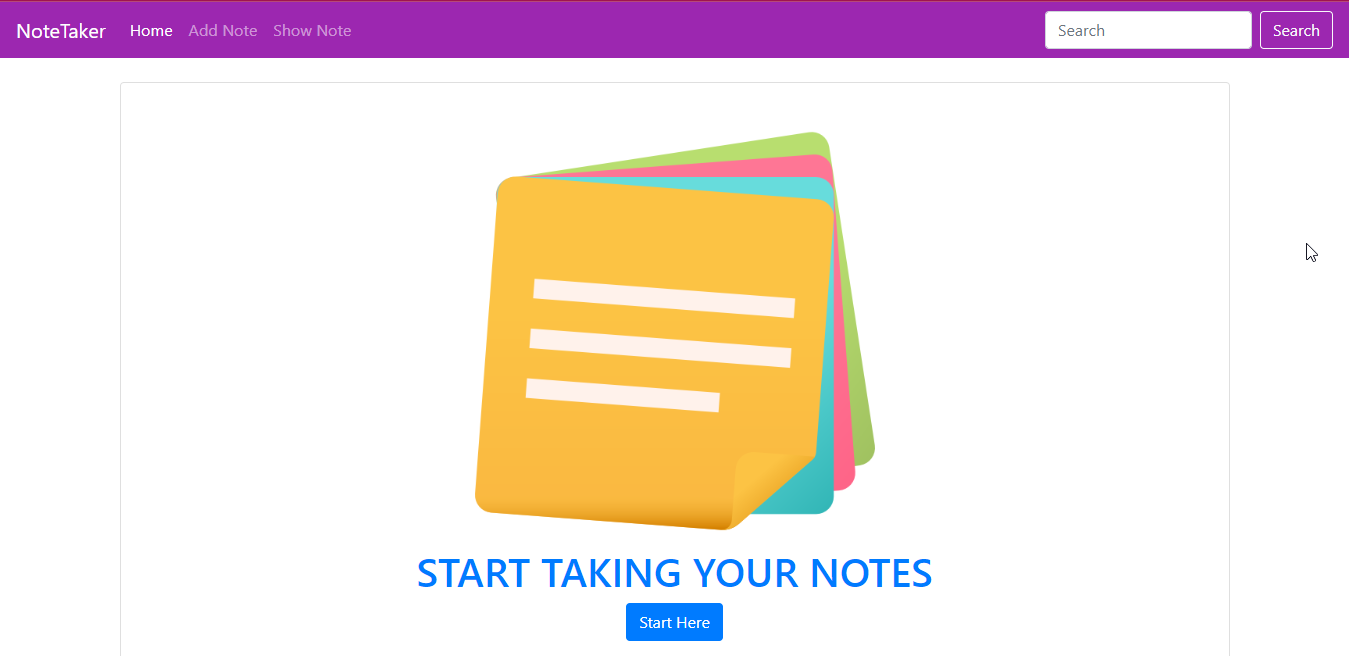 NoteTaker Home Add Note Show Note Search Search
START TAKING YOUR NOTES
Start Here